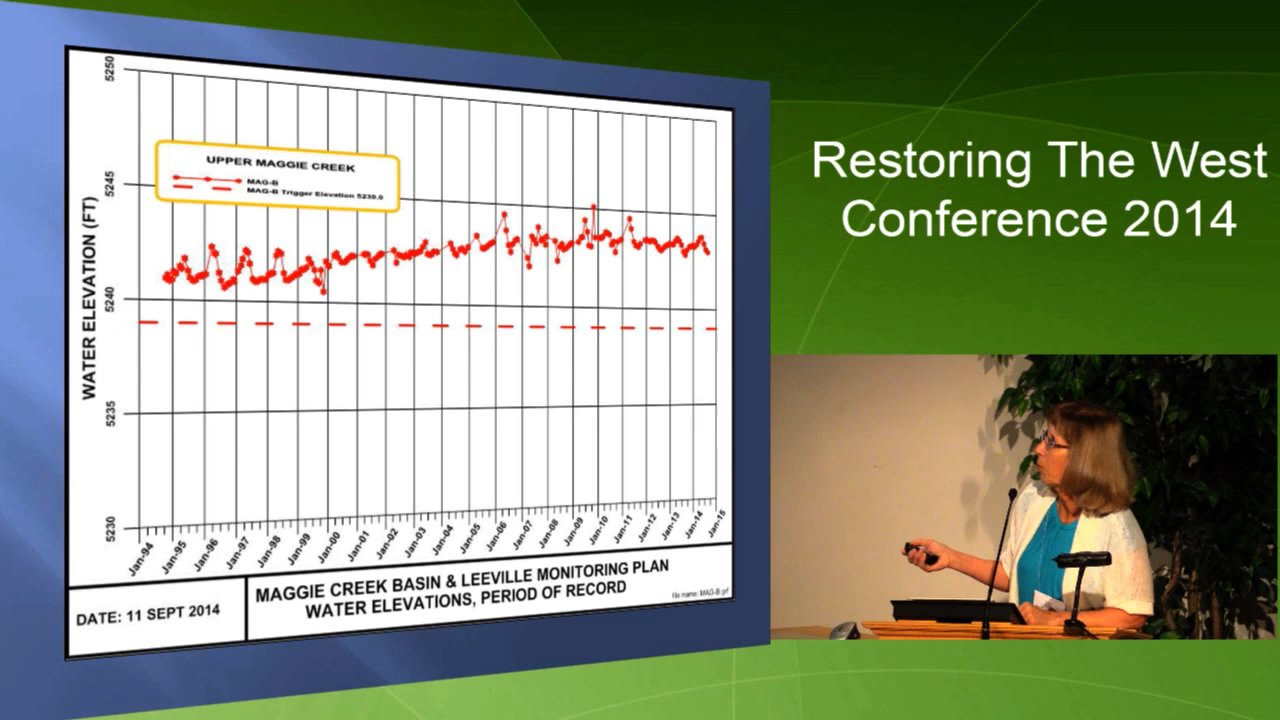 5250
5245
5240
5235
5230
WATER ELEVATION (FT)
UPPER MAGGIE CREEK
MAG-B
MAG-B Trigger Elevation 5239.0
Jan-94
Jan-95
Jan-96
Jan-97
Jan-98
Jan-99
Jan-00
Jan-01
Jan-02
Jan-03
Jan-04
Jan-05
Jan-06
Jan-07
Jan-08
Jan-09
Jan-10
Jan-11
Jan-12
Jan-13
Jan-14
Jan-15
DATE: 11 SEPT 2014
MAGGIE CREEK BASIN & LEEVILLE MONITORING PLAN
WATER ELEVATIONS, PERIOD OF RECORD
file name: MAG-B.grf
Restoring The West
Conference 2014